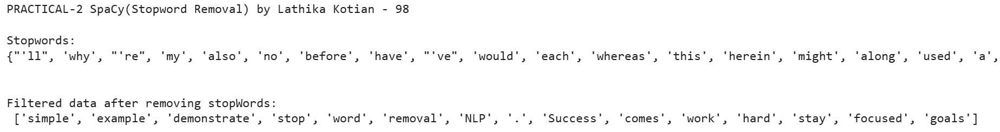 PRACTICAL-2 SpaCy(Stopword Removal) by Lathika Kotian - 98
Stopwords:
{"'ll", 'why', "'re", 'my', 'also', 'no', 'before', 'have', "'ve", 'would', 'each', 'whereas', 'this', 'herein', 'might', 'along', 'used', 'a',
Filtered data after removing stopWords:
['simple', 'example', 'demonstrate', 'stop', 'word', 'removal', 'NLP', '.', 'Success', 'comes', 'work', 'hard', 'stay', 'focused', 'goals']